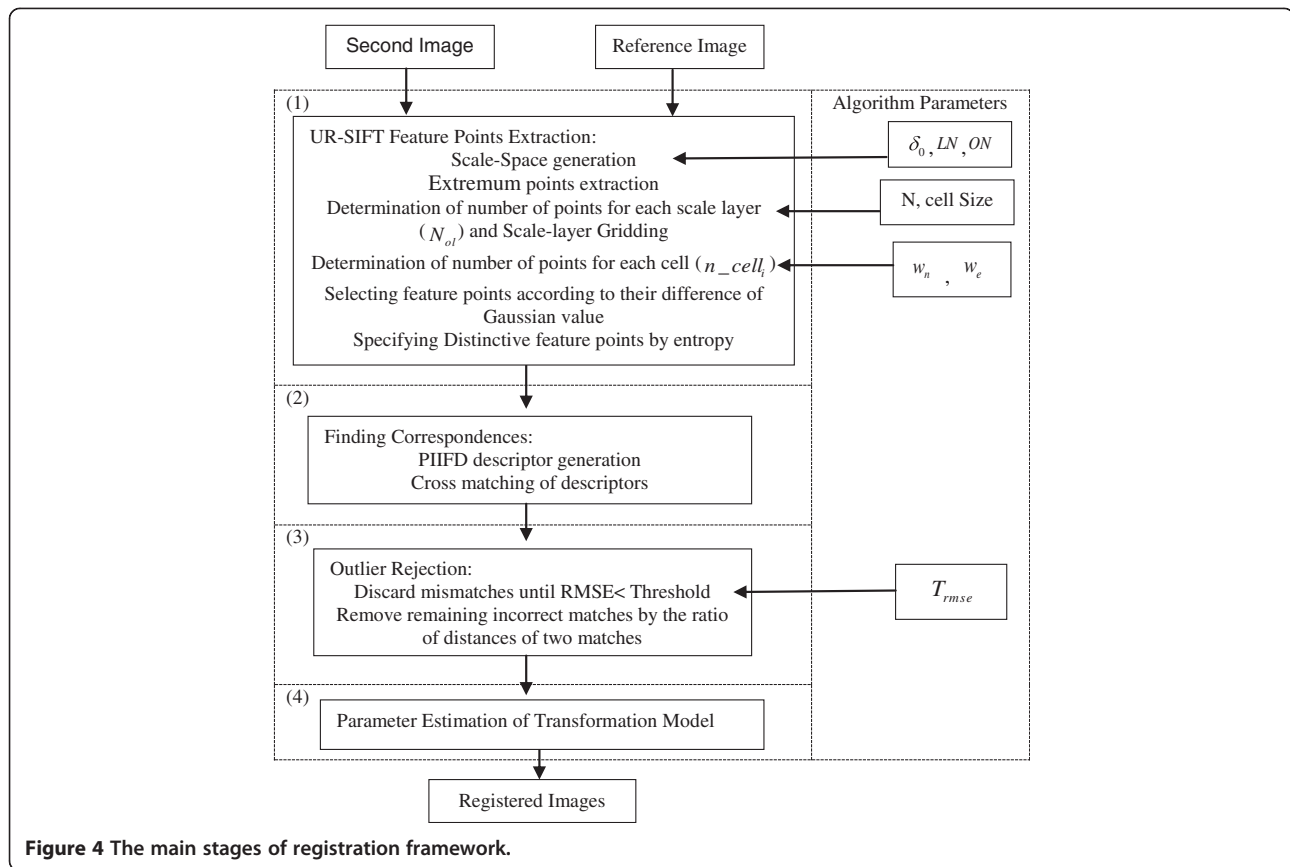 Second Image
Reference Image
(1)
Algorithm Parameters
UR-SIFT Feature Points Extraction:
Scale-Space generation
δ₀, LN, ON
Extremum points extraction
Determination of number of points for each scale layer
N, cell Size
(N_ol) and Scale-layer Gridding
Determination of number of points for each cell (n_cell_i)
w_n , w_e
Selecting feature points according to their difference of
Gaussian value
Specifying Distinctive feature points by entropy
(2)
Finding Correspondences:
PIIFD descriptor generation
Cross matching of descriptors
(3)
Outlier Rejection:
Discard mismatches until RMSE< Threshold
T_rmse
Remove remaining incorrect matches by the ratio
of distances of two matches
(4)
Parameter Estimation of Transformation Model
Registered Images
Figure 4 The main stages of registration framework.